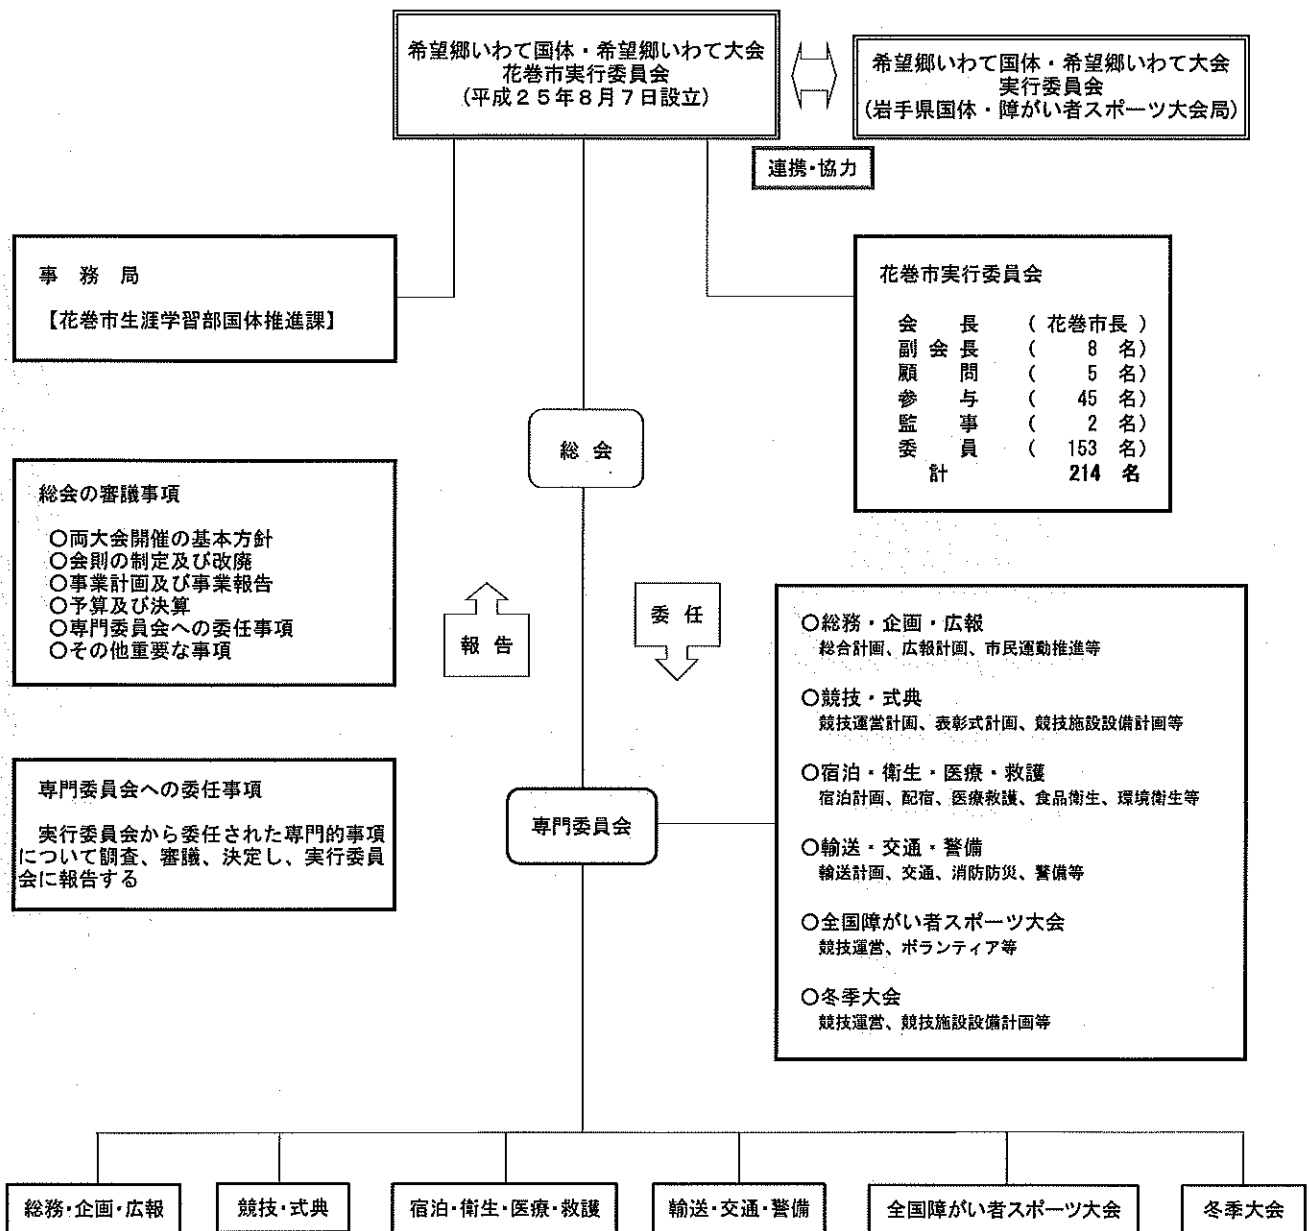 希望郷いわて国体・希望郷いわて大会
花巻市実行委員会
(平成２５年８月７日設立)
希望郷いわて国体・希望郷いわて大会
実行委員会
(岩手県国体・障がい者スポーツ大会局)
連携・協力
事　務　局
【花巻市生涯学習部国体推進課】
花巻市実行委員会
会　　長　　( 花巻市長 )
副 会 長　　(　　8　名)
顧　　問　　(　　5　名)
参　　与　　(　　45　名)
監　　事　　(　　2　名)
委　　員　　(　153　名)
計　　214　名
総 会
総会の審議事項
○両大会開催の基本方針
○会則の制定及び改廃
○事業計画及び事業報告
○予算及び決算
○専門委員会への委任事項
○その他重要な事項
報 告
委 任
○総務・企画・広報
総合計画、広報計画、市民運動推進等
○競技・式典
競技運営計画、表彰式計画、競技施設設備計画等
○宿泊・衛生・医療・救護
宿泊計画、配宿、医療救護、食品衛生、環境衛生等
○輸送・交通・警備
輸送計画、交通、消防防災、警備等
○全国障がい者スポーツ大会
競技運営、ボランティア等
○冬季大会
競技運営、競技施設設備計画等
専門委員会への委任事項
実行委員会から委任された専門的事項
について調査、審議、決定し、実行委員
会に報告する
専門委員会
総務・企画・広報
競技・式典
宿泊・衛生・医療・救護
輸送・交通・警備
全国障がい者スポーツ大会
冬季大会